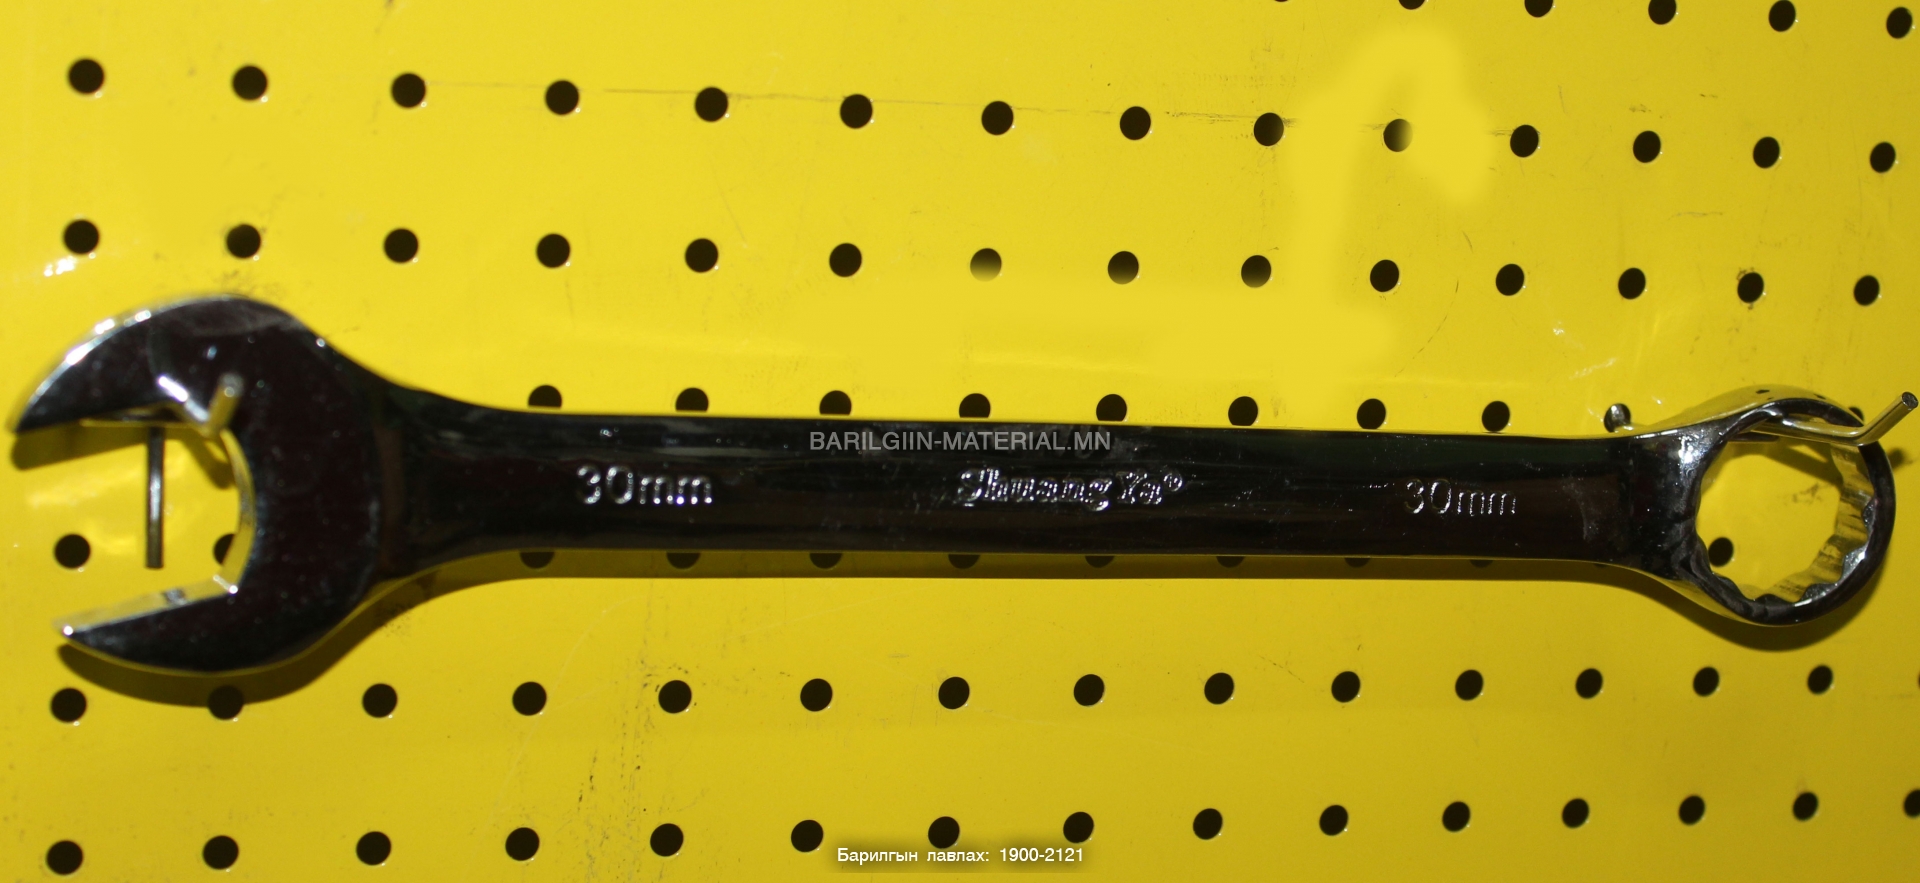 BARILGIIN-MATERIAL.MN
30mm Shuang Ya® 30mm
Барилгын лавлах: 1900-2121